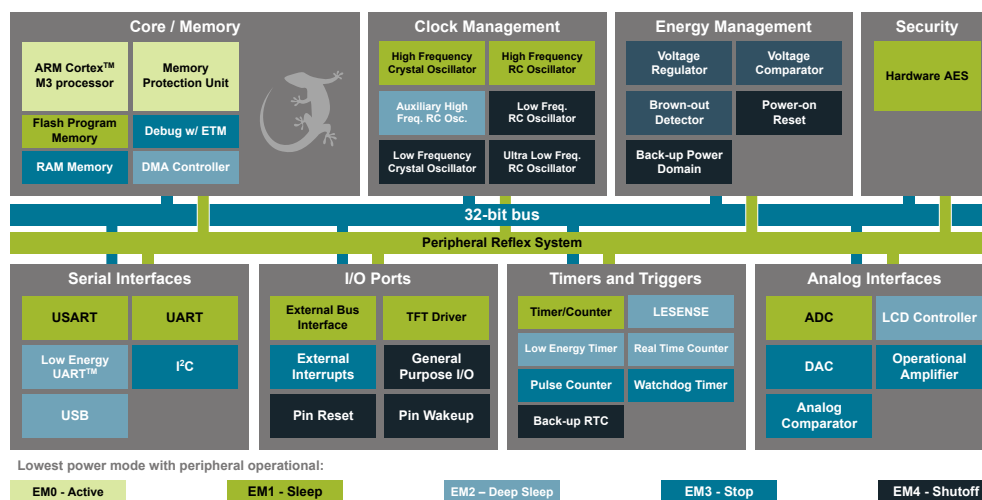 Core / Memory
ARM Cortex™
M3 processor
Memory
Protection Unit
Flash Program
Memory
Debug w/ ETM
RAM Memory
DMA Controller
Clock Management
High Frequency
Crystal Oscillator
High Frequency
RC Oscillator
Auxiliary High
Freq. RC Osc.
Low Freq.
RC Oscillator
Low Frequency
Crystal Oscillator
Ultra Low Freq.
RC Oscillator
Energy Management
Voltage
Regulator
Voltage
Comparator
Brown-out
Detector
Power-on
Reset
Back-up Power
Domain
Security
Hardware AES
32-bit bus
Peripheral Reflex System
Serial Interfaces
USART
UART
Low Energy
UART™
I²C
USB
I/O Ports
External Bus
Interface
TFT Driver
External
Interrupts
General
Purpose I/O
Pin Reset
Pin Wakeup
Timers and Triggers
Timer/Counter
LESENSE
Low Energy Timer
Real Time Counter
Pulse Counter
Watchdog Timer
Back-up RTC
Analog Interfaces
ADC
LCD Controller
DAC
Operational
Amplifier
Analog
Comparator
Lowest power mode with peripheral operational:
EM0 - Active
EM1 - Sleep
EM2 – Deep Sleep
EM3 - Stop
EM4 - Shutoff